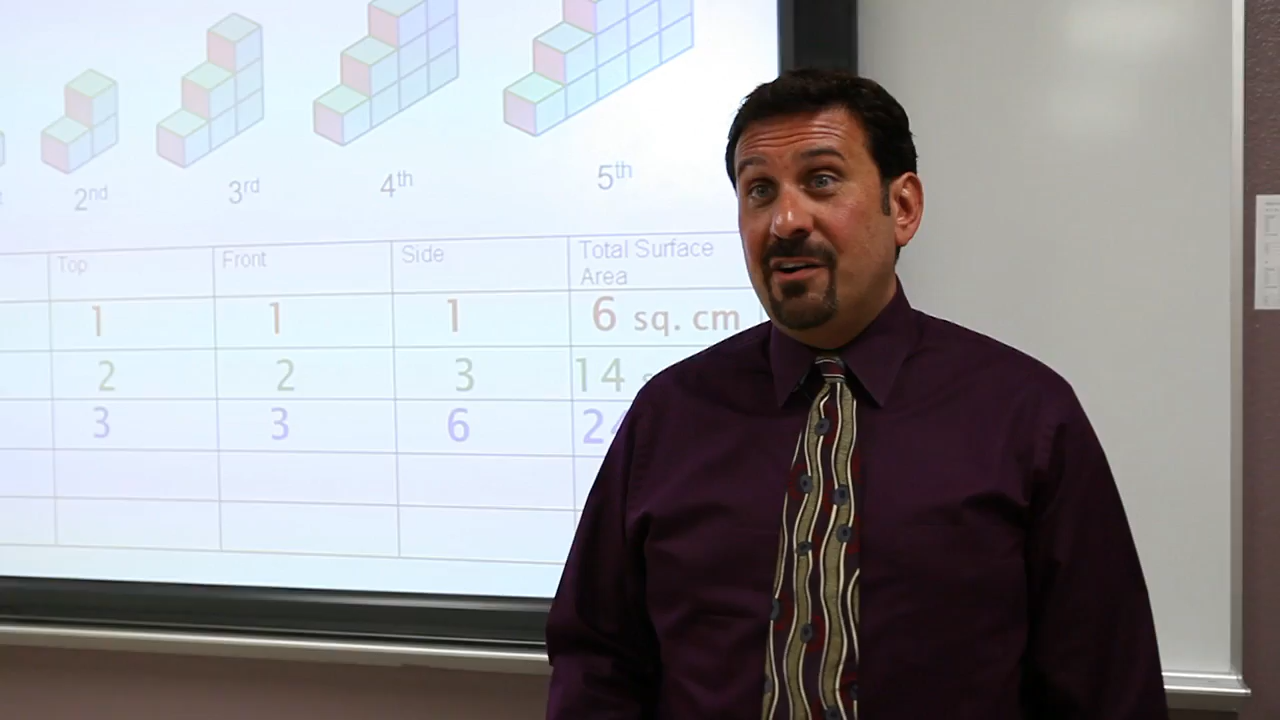 2nd
3rd
4th
5th
Top Front Side Total Surface
Area
1 1 1 6 sq. cm
2 2 3 14
3 3 6 24